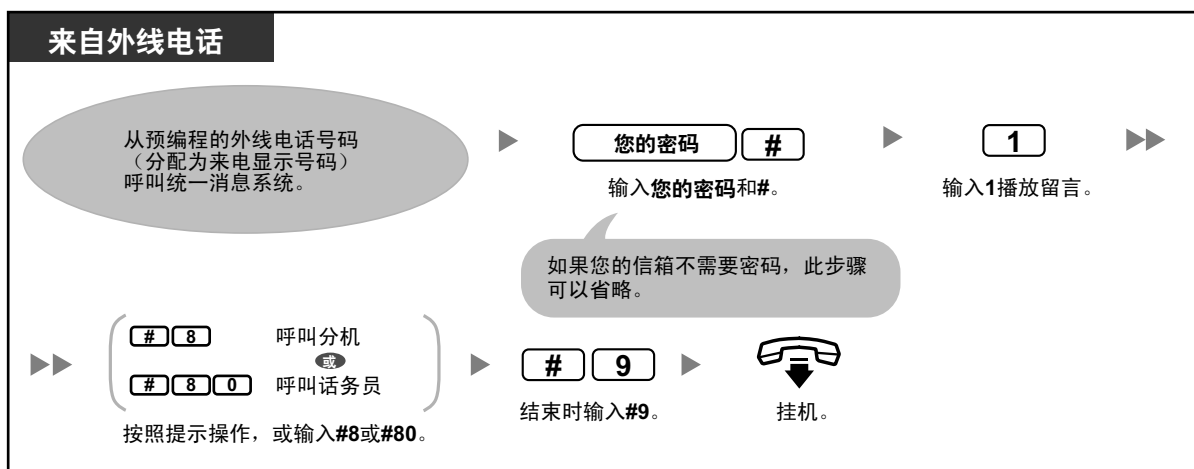 来自外线电话
从预编程的外线电话号码
（分配为来电显示号码）
呼叫统一消息系统。
您的密码 #
输入您的密码和#。
1
输入1播放留言。
如果您的信箱不需要密码，此步骤
可以省略。
# 8 呼叫分机
或
# 8 0 呼叫话务员
按照提示操作，或输入#8或#80。
# 9
结束时输入#9。
挂机。